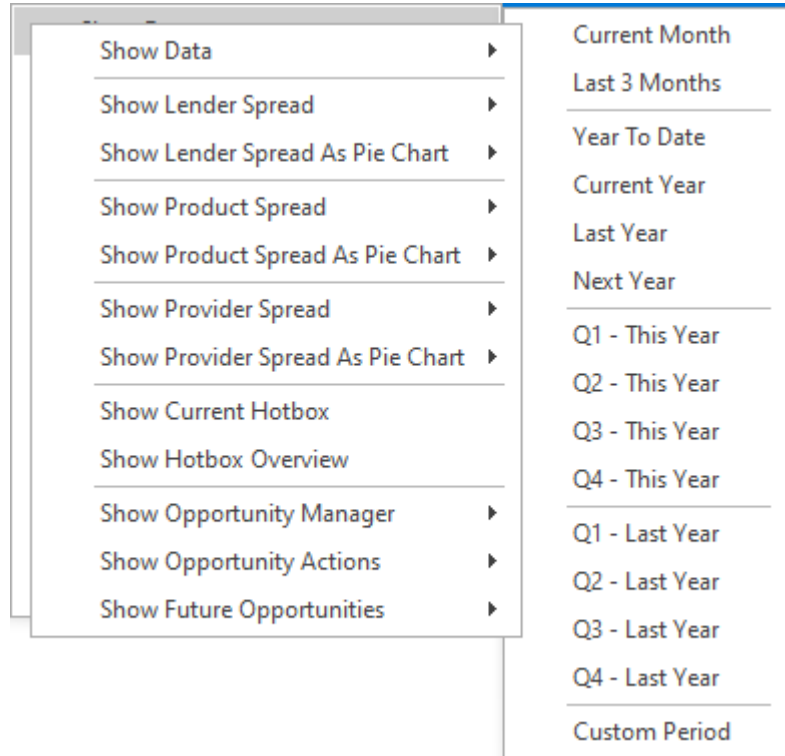 Show Data
Show Lender Spread
Show Lender Spread As Pie Chart
Show Product Spread
Show Product Spread As Pie Chart
Show Provider Spread
Show Provider Spread As Pie Chart
Show Current Hotbox
Show Hotbox Overview
Show Opportunity Manager
Show Opportunity Actions
Show Future Opportunities
Current Month
Last 3 Months
Year To Date
Current Year
Last Year
Next Year
Q1 - This Year
Q2 - This Year
Q3 - This Year
Q4 - This Year
Q1 - Last Year
Q2 - Last Year
Q3 - Last Year
Q4 - Last Year
Custom Period